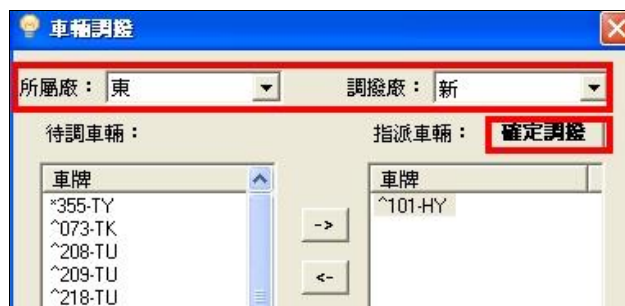 車輛調撥
所屬廠： 東 調撥廠： 新
待調車輛： 指派車輛： 確定調撥
車牌 車牌
*355-TY ^101-HY
^073-TK ->
^208-TU
^209-TU <-
^218-TU